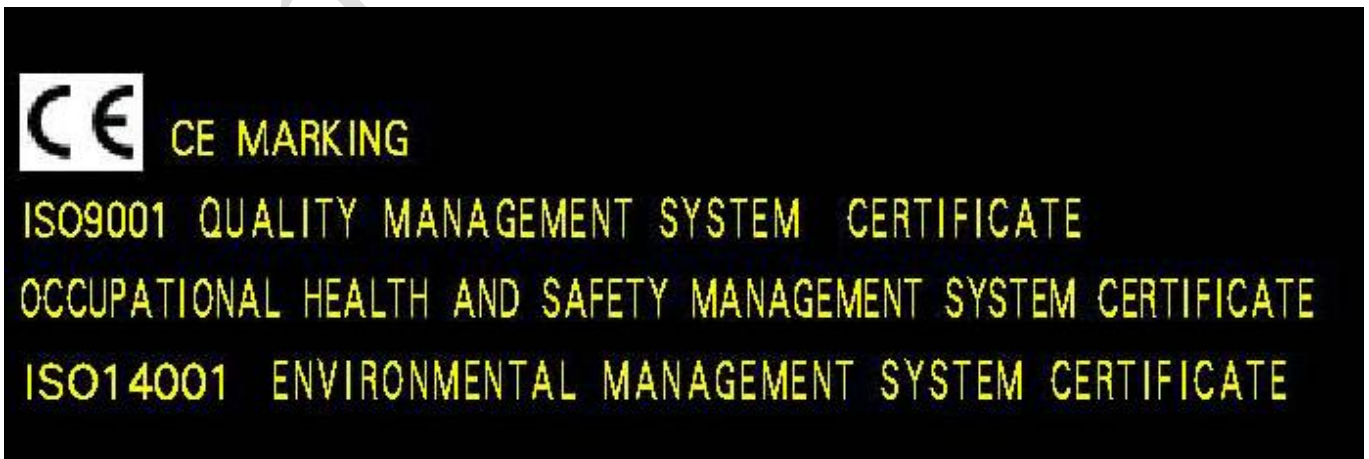 CE CE MARKING
ISO9001 QUALITY MANAGEMENT SYSTEM CERTIFICATE
OCCUPATIONAL HEALTH AND SAFETY MANAGEMENT SYSTEM CERTIFICATE
ISO14001 ENVIRONMENTAL MANAGEMENT SYSTEM CERTIFICATE